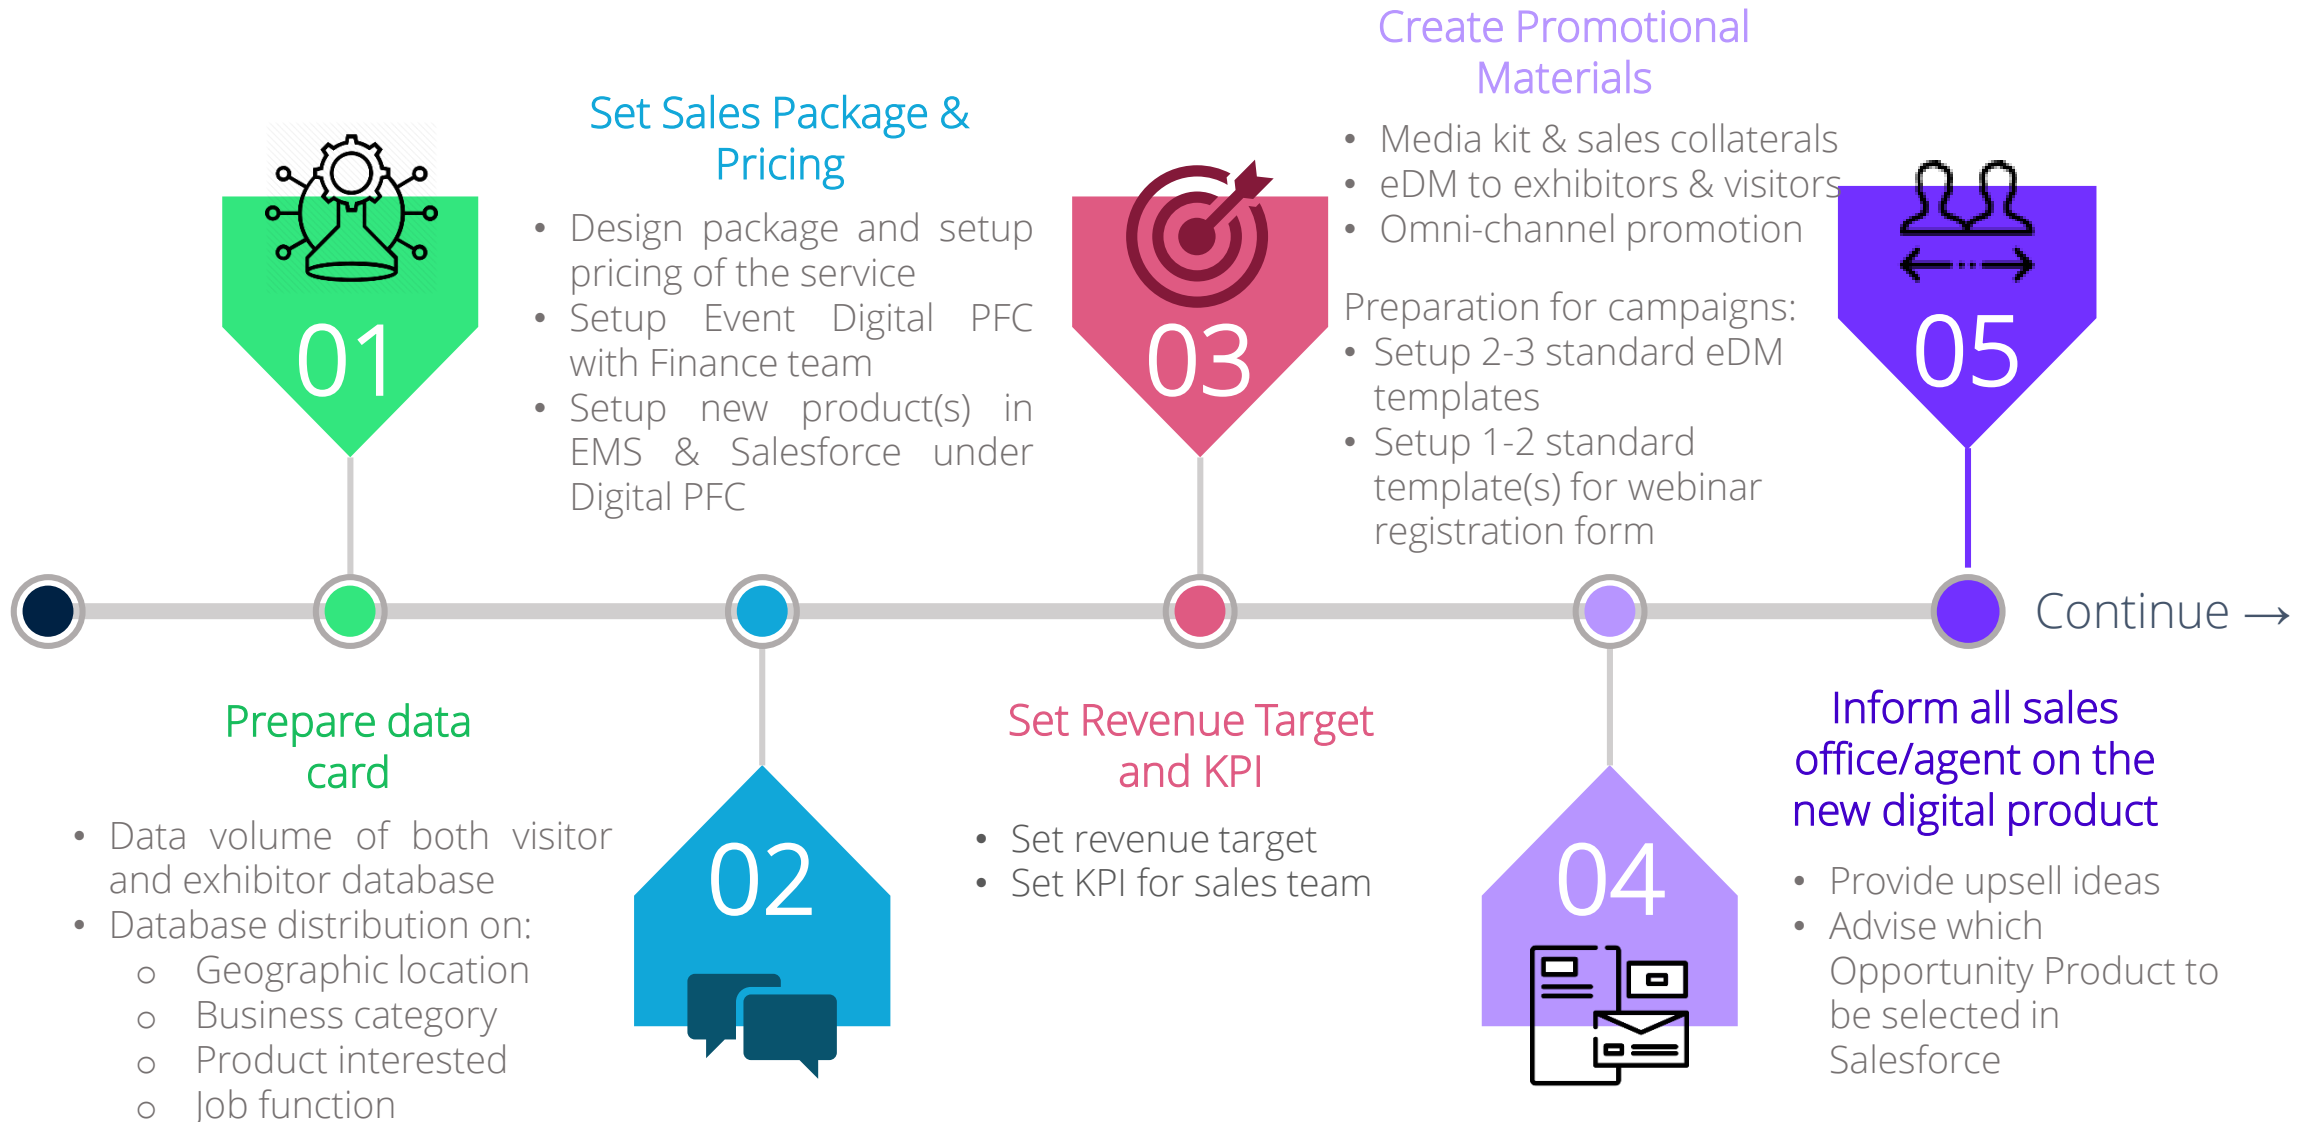 01
Prepare data
card
• Data volume of both visitor
and exhibitor database
• Database distribution on:
o Geographic location
o Business category
o Product interested
o Job function
Set Sales Package &
Pricing
• Design package and setup
pricing of the service
• Setup Event Digital PFC
with Finance team
• Setup new product(s) in
EMS & Salesforce under
Digital PFC
02
03
Set Revenue Target
and KPI
• Set revenue target
• Set KPI for sales team
Create Promotional
Materials
• Media kit & sales collaterals
• eDM to exhibitors & visitors
• Omni-channel promotion
Preparation for campaigns:
• Setup 2-3 standard eDM
templates
• Setup 1-2 standard
template(s) for webinar
registration form
04
05
Inform all sales
office/agent on the
new digital product
• Provide upsell ideas
• Advise which
Opportunity Product to
be selected in
Salesforce
Continue →